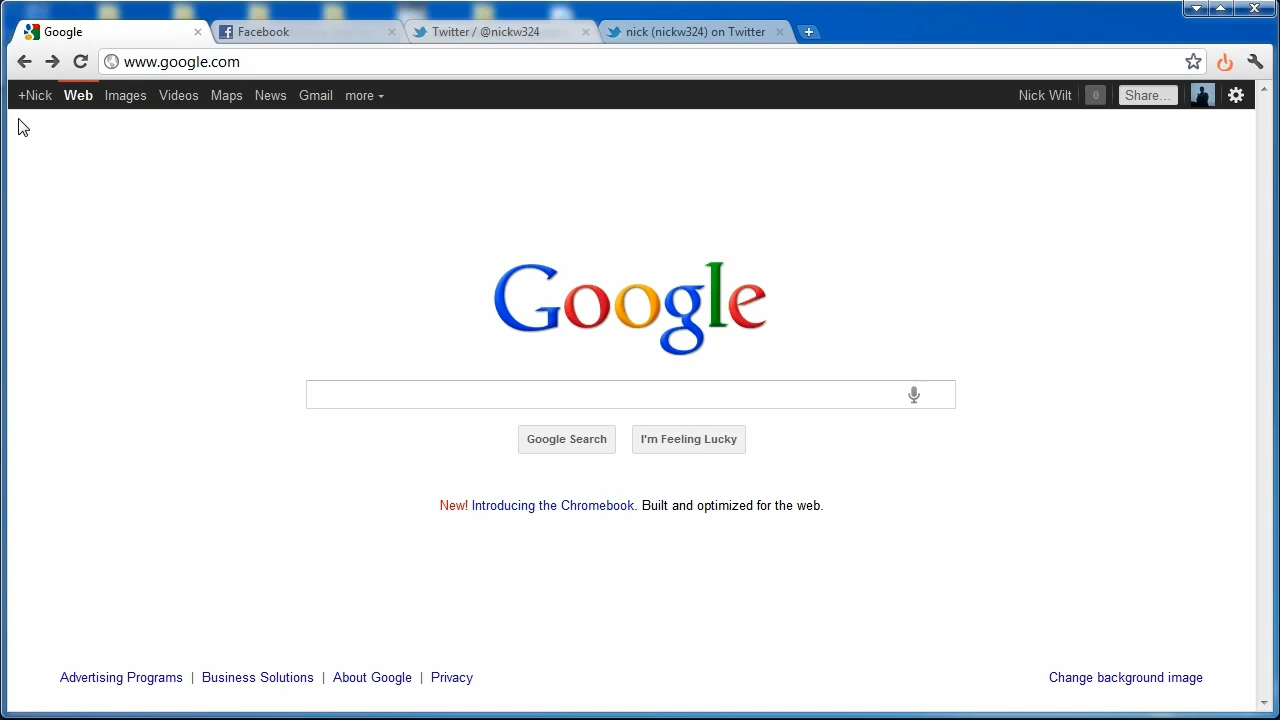 Google Facebook Twitter / @nickw324 nick (nickw324) on Twitter
www.google.com
+Nick Web Images Videos Maps News Gmail more Nick Wilt 0 Share...
Google
Google Search I'm Feeling Lucky
New! Introducing the Chromebook. Built and optimized for the web.
Advertising Programs | Business Solutions | About Google | Privacy Change background image